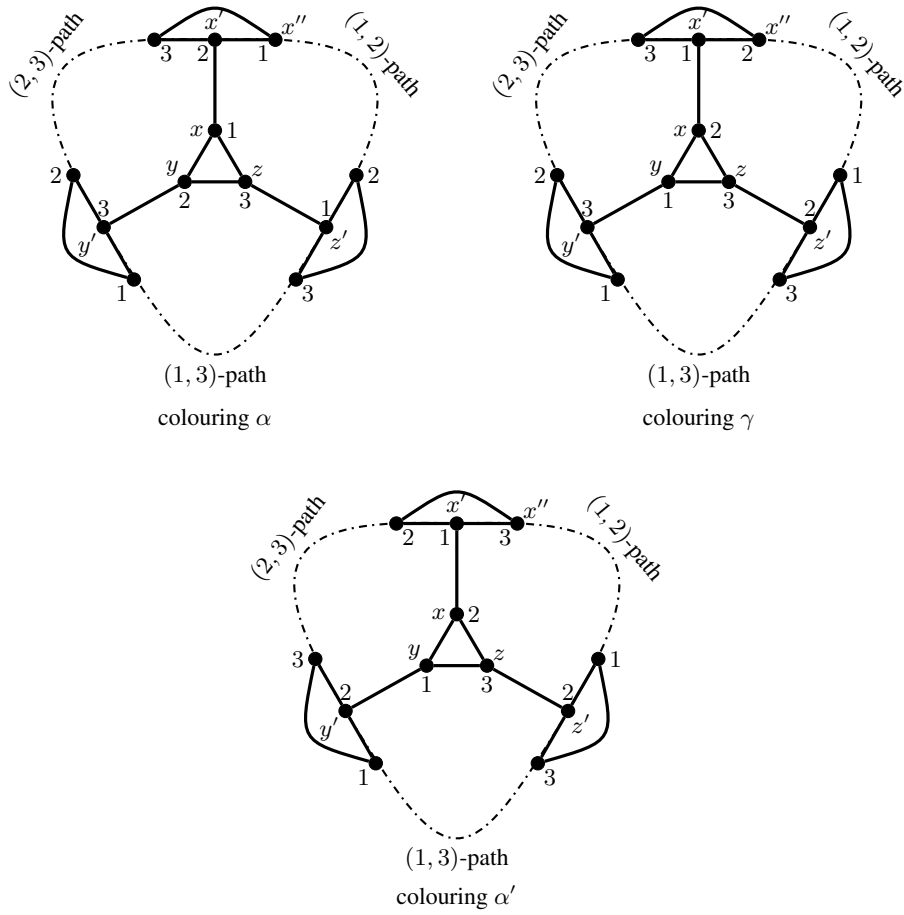 x′ x″
3 2 1
(2, 3)-path (1, 2)-path
x 1
y z
2 2
3 2 3 1
y′ z′
1 3
(1, 3)-path
colouring α
x′ x″
3 1 2
(2, 3)-path (1, 2)-path
x 2
y z
2 1
3 1 3 2
y′ z′
1 3
(1, 3)-path
colouring γ
x′ x″
2 1 3
(2, 3)-path (1, 2)-path
x 2
y z
3 1
2 1 3 2
y′ z′
1 3
(1, 3)-path
colouring α′